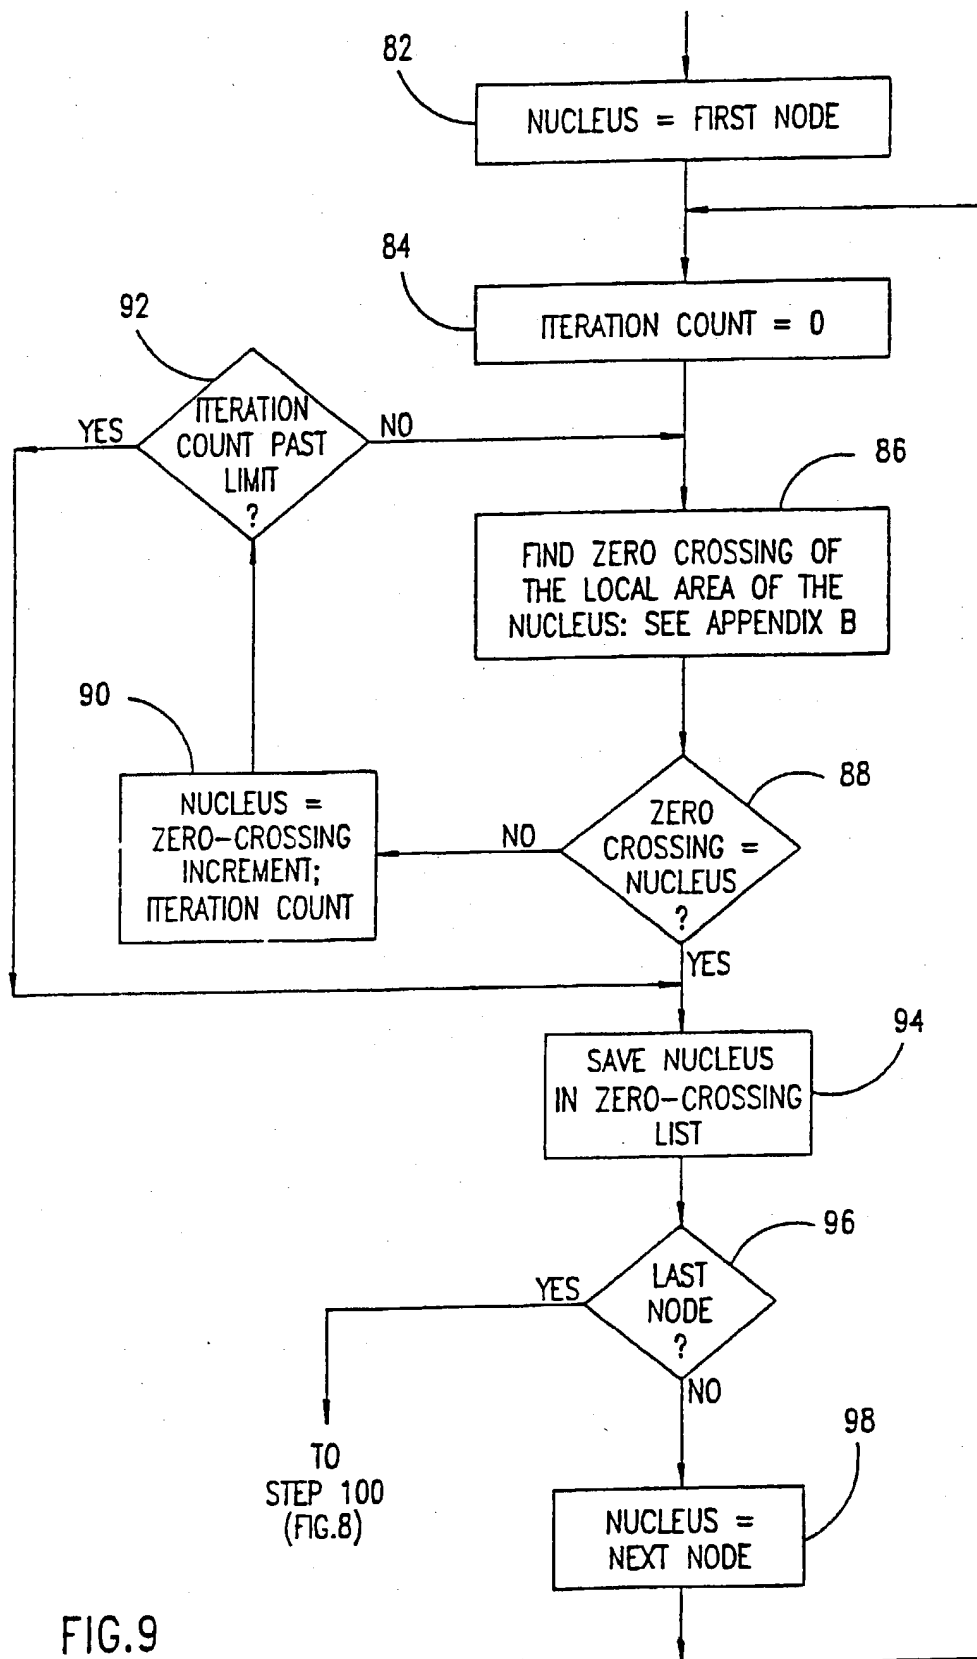 82
NUCLEUS = FIRST NODE
84
ITERATION COUNT = 0
92
ITERATION
COUNT PAST
LIMIT
?
YES
NO
86
FIND ZERO CROSSING OF
THE LOCAL AREA OF THE
NUCLEUS: SEE APPENDIX B
90
NUCLEUS =
ZERO-CROSSING
INCREMENT;
ITERATION COUNT
NO
88
ZERO
CROSSING =
NUCLEUS
?
YES
94
SAVE NUCLEUS
IN ZERO-CROSSING
LIST
96
YES
LAST
NODE
?
NO
TO
STEP 100
(FIG.8)
98
NUCLEUS =
NEXT NODE
FIG.9